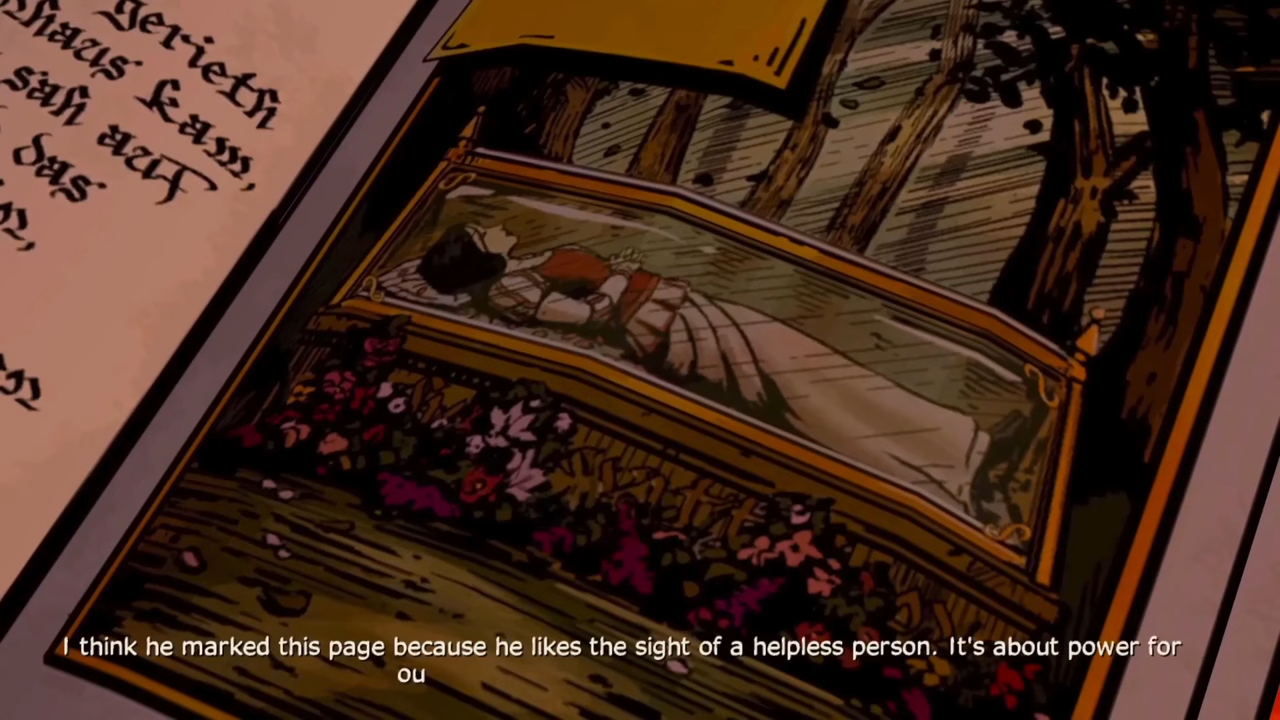 gerieth
haus kam,
sah auf
das
I think he marked this page because he likes the sight of a helpless person. It's about power for
ou